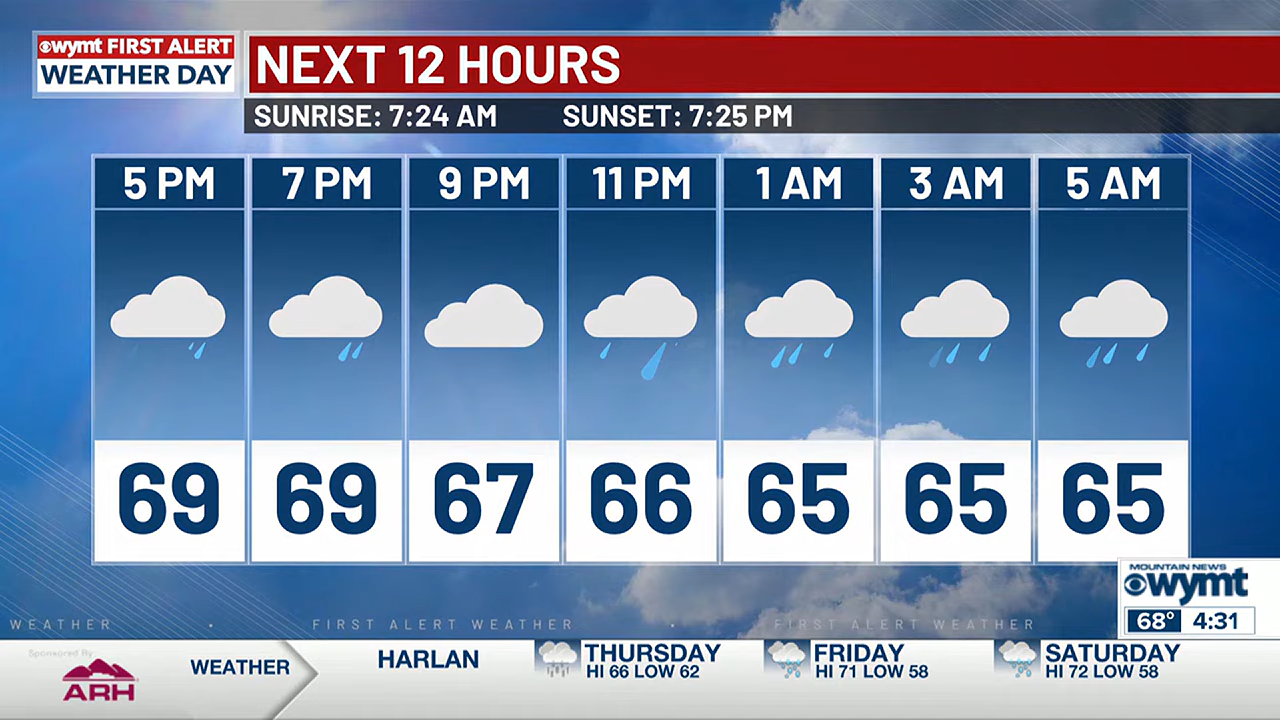 wymt FIRST ALERT
WEATHER DAY
NEXT 12 HOURS
SUNRISE: 7:24 AM SUNSET: 7:25 PM
5 PM 7 PM 9 PM 11 PM 1 AM 3 AM 5 AM
69 69 67 66 65 65 65
MOUNTAIN NEWS
wymt
68° 4:31
WEATHER • FIRST ALERT WEATHER • FIRST ALERT WEATHER
Sponsored By
ARH
WEATHER
HARLAN
THURSDAY
HI 66 LOW 62
FRIDAY
HI 71 LOW 58
SATURDAY
HI 72 LOW 58